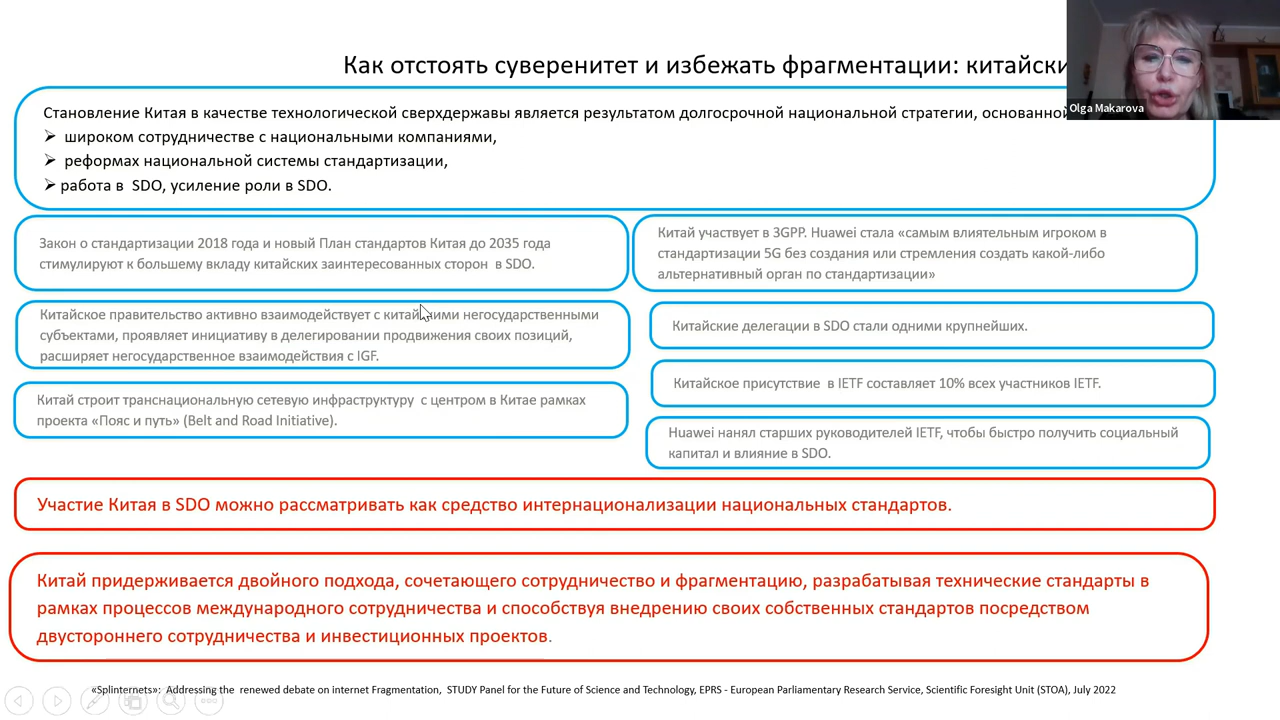 Как отстоять суверенитет и избежать фрагментации:
Olga Makarova
Становление Китая в качестве технологической сверхдержавы является результатом долгосрочной национальной стратегии, основанной
➢ широком сотрудничестве с национальными компаниями,
➢ реформах национальной системы стандартизации,
➢ работа в SDO, усиление роли в SDO.
Закон о стандартизации 2018 года и новый План стандартов Китая до 2035 года
стимулируют к большему вкладу китайских заинтересованных сторон в SDO.
Китайское правительство активно взаимодействует с негосударственными
субъектами, проявляет инициативу в делегировании продвижения своих позиций,
расширяет негосударственное взаимодействия с IGF.
Китай строит транснациональную сетевую инфраструктуру с центром в Китае рамках
проекта «Пояс и путь» (Belt and Road Initiative).
Китай участвует в 3GPP. Huawei стала «самым влиятельным игроком в
стандартизации 5G без создания или стремления создать какой-либо
альтернативный орган по стандартизации»
Китайские делегации в SDO стали одними крупнейших.
Китайское присутствие в IETF составляет 10% всех участников IETF.
Huawei нанял старших руководителей IETF, чтобы быстро получить социальный
капитал и влияние в SDO.
Участие Китая в SDO можно рассматривать как средство интернационализации национальных стандартов.
Китай придерживается двойного подхода, сочетающего сотрудничество и фрагментацию, разрабатывая технические стандарты в
рамках процессов международного сотрудничества и способствуя внедрению своих собственных стандартов посредством
двустороннего сотрудничества и инвестиционных проектов.
«Splinternets»: Addressing the renewed debate on internet Fragmentation, STUDY Panel for the Future of Science and Technology, EPRS - European Parliamentary Research Service, Scientific Foresight Unit (STOA), July 2022